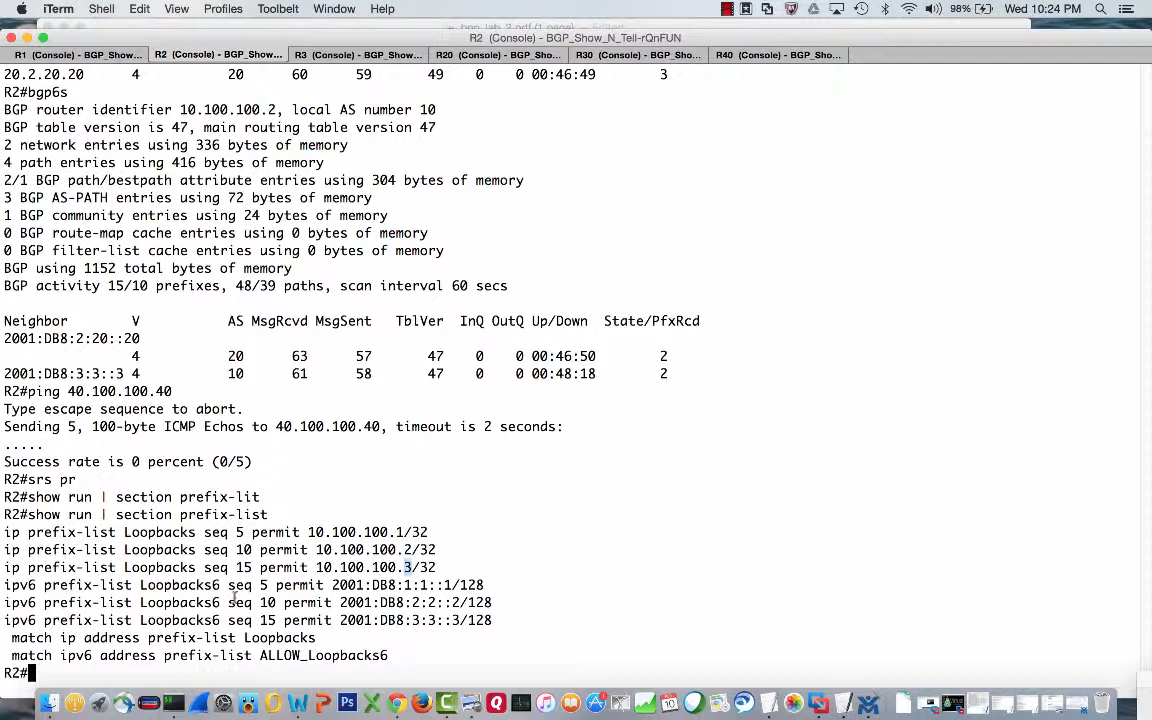 iTerm Shell Edit View Profiles Toolbelt Window Help 98% Wed 10:24 AM
R2 (Console) - BGP_Show_N_Tell-rQnFUN
R1 (Console) - BGP_Show... R2 (Console) - BGP_Show... R3 (Console) - BGP_Show... R20 (Console) - BGP_Sho... R30 (Console) - BGP_Sho... R40 (Console) - BGP_Sho...
20.2.20.20 4 20 60 59 49 0 0 00:46:49 3
R2#bgp6s
BGP router identifier 10.100.100.2, local AS number 10
BGP table version is 47, main routing table version 47
2 network entries using 336 bytes of memory
4 path entries using 416 bytes of memory
2/1 BGP path/bestpath attribute entries using 304 bytes of memory
3 BGP AS-PATH entries using 72 bytes of memory
1 BGP community entries using 24 bytes of memory
0 BGP route-map cache entries using 0 bytes of memory
0 BGP filter-list cache entries using 0 bytes of memory
BGP using 1152 total bytes of memory
BGP activity 15/10 prefixes, 48/39 paths, scan interval 60 secs
Neighbor V AS MsgRcvd MsgSent TblVer InQ OutQ Up/Down State/PfxRcd
2001:DB8:2:20::20
4 20 63 57 47 0 0 00:46:50 2
2001:DB8:3:3::3 4 10 61 58 47 0 0 00:48:18 2
R2#ping 40.100.100.40
Type escape sequence to abort.
Sending 5, 100-byte ICMP Echos to 40.100.100.40, timeout is 2 seconds:
.....
Success rate is 0 percent (0/5)
R2#srs pr
R2#show run | section prefix-lit
R2#show run | section prefix-list
ip prefix-list Loopbacks seq 5 permit 10.100.100.1/32
ip prefix-list Loopbacks seq 10 permit 10.100.100.2/32
ip prefix-list Loopbacks seq 15 permit 10.100.100.3/32
ipv6 prefix-list Loopbacks6 seq 5 permit 2001:DB8:1:1::1/128
ipv6 prefix-list Loopbacks6 seq 10 permit 2001:DB8:2:2::2/128
ipv6 prefix-list Loopbacks6 seq 15 permit 2001:DB8:3:3::3/128
match ip address prefix-list Loopbacks
match ipv6 address prefix-list ALLOW_Loopbacks6
R2#